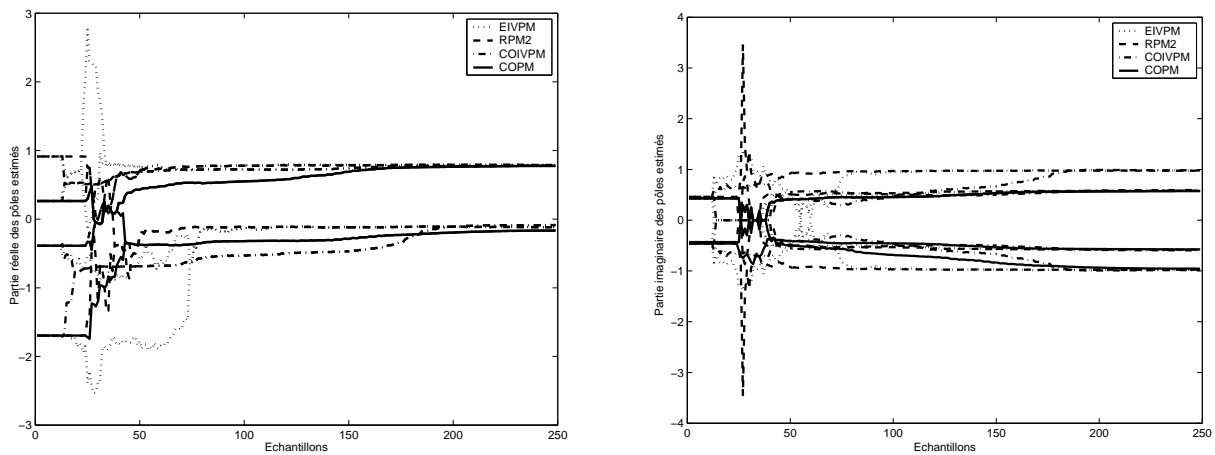 3
2
1
0
−1
−2
−3
0
50
100
150
200
250
Partie réelle des pôles estimés
Echantillons
EIVPM
RPM2
COIVPM
COPM
4
3
2
1
0
−1
−2
−3
−4
0
50
100
150
200
250
Partie imaginaire des pôles estimés
Echantillons
EIVPM
RPM2
COIVPM
COPM